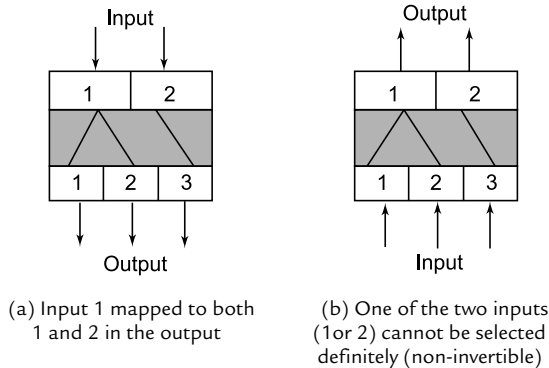 Input
1 2
1 2 3
Output
(a) Input 1 mapped to both
1 and 2 in the output
Output
1 2
1 2 3
Input
(b) One of the two inputs
(1or 2) cannot be selected
definitely (non-invertible)